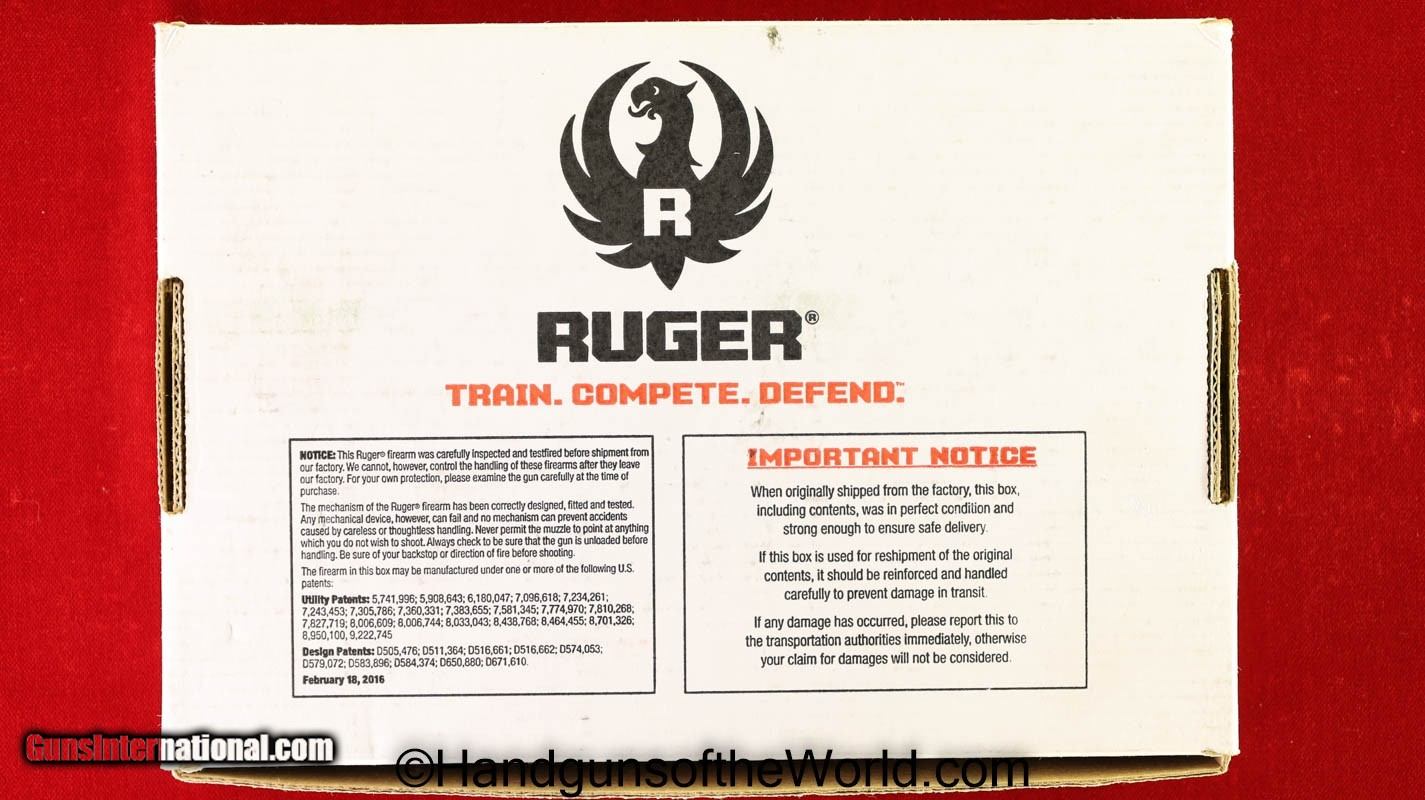 R
RUGER®
TRAIN. COMPETE. DEFEND.™
NOTICE: This Ruger® firearm was carefully inspected and testfired before shipment from
our factory. We cannot, however, control the handling of these firearms after they leave
our factory. For your own protection, please examine the gun carefully at the time of
purchase.
The mechanism of the Ruger® firearm has been correctly designed, fitted and tested.
Any mechanical device, however, can fail and no mechanism can prevent accidents
caused by careless or thoughtless handling. Never permit the muzzle to point at anything
which you do not wish to shoot. Always check to be sure that the gun is unloaded before
handling. Be sure of your backstop or direction of fire before shooting.
The firearm in this box may be manufactured under one or more of the following U.S.
patents:
Utility Patents: 5,741,996; 5,908,643; 6,180,047; 7,096,618; 7,234,261;
7,243,453; 7,305,786; 7,360,331; 7,383,655; 7,581,345; 7,774,970; 7,810,268;
7,827,719; 8,006,609; 8,006,744; 8,033,043; 8,438,768; 8,464,455; 8,701,326;
8,950,100, 9,222,745
Design Patents: D505,476; D511,364; D516,661; D516,662; D574,053;
D579,072; D583,896; D584,374; D650,880; D671,610.
February 18, 2016
IMPORTANT NOTICE
When originally shipped from the factory, this box,
including contents, was in perfect condition and
strong enough to ensure safe delivery.
If this box is used for reshipment of the original
contents, it should be reinforced and handled
carefully to prevent damage in transit.
If any damage has occurred, please report this to
the transportation authorities immediately, otherwise
your claim for damages will not be considered.
GunsInternational.com
©HandgunsoftheWorld.com